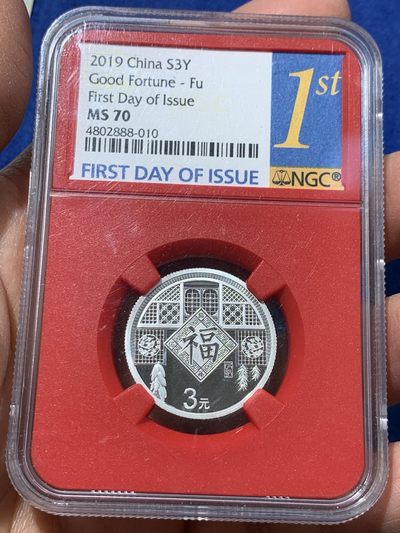 2019 China S3Y
Good Fortune - Fu
First Day of Issue
MS 70
4802888-010
1st
FIRST DAY OF ISSUE
NGC®
福
3元